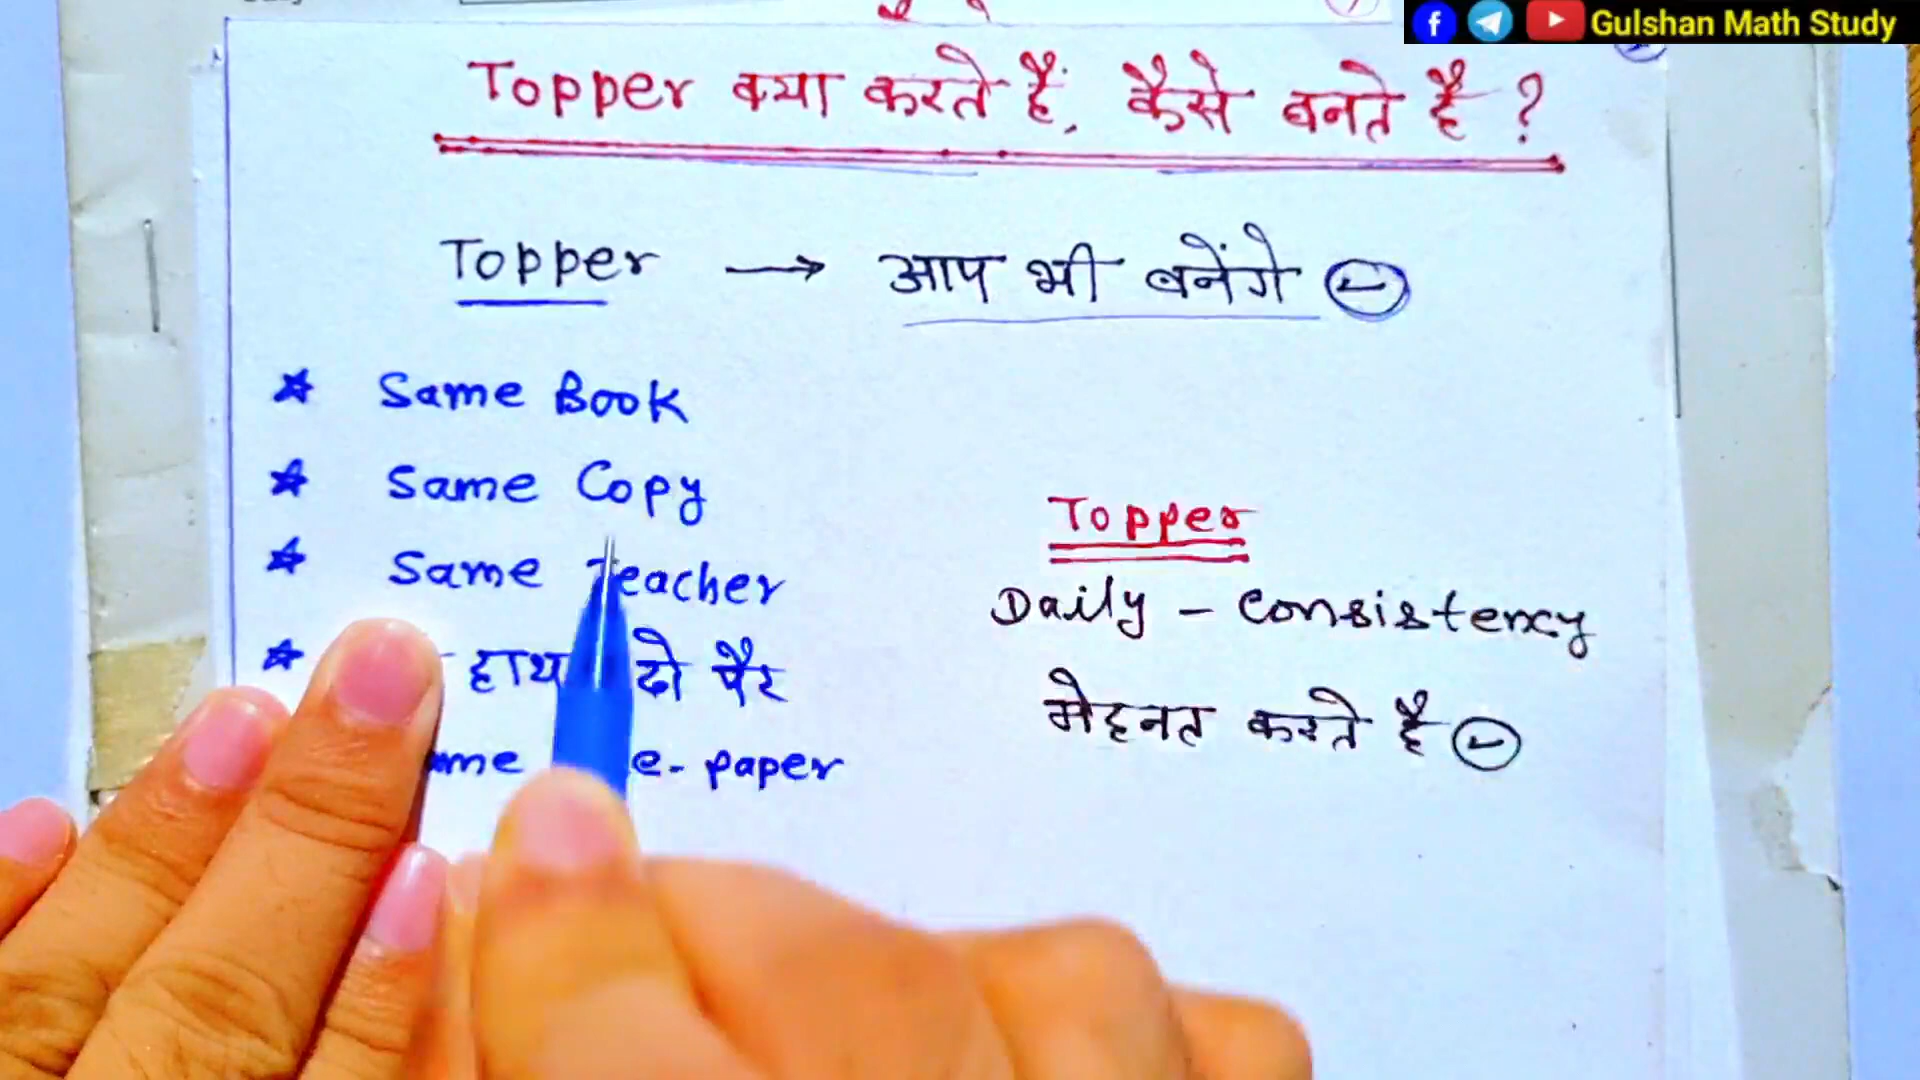 Gulshan Math Study
Topper क्या करते हैं, कैसे बनते है ?
Topper → आप भी बनेंगे
★ Same Book
★ Same Copy
★ Same Teacher
★ हाथ दो पैर
paper
Topper
Daily - Consistency
मेहनत करते है